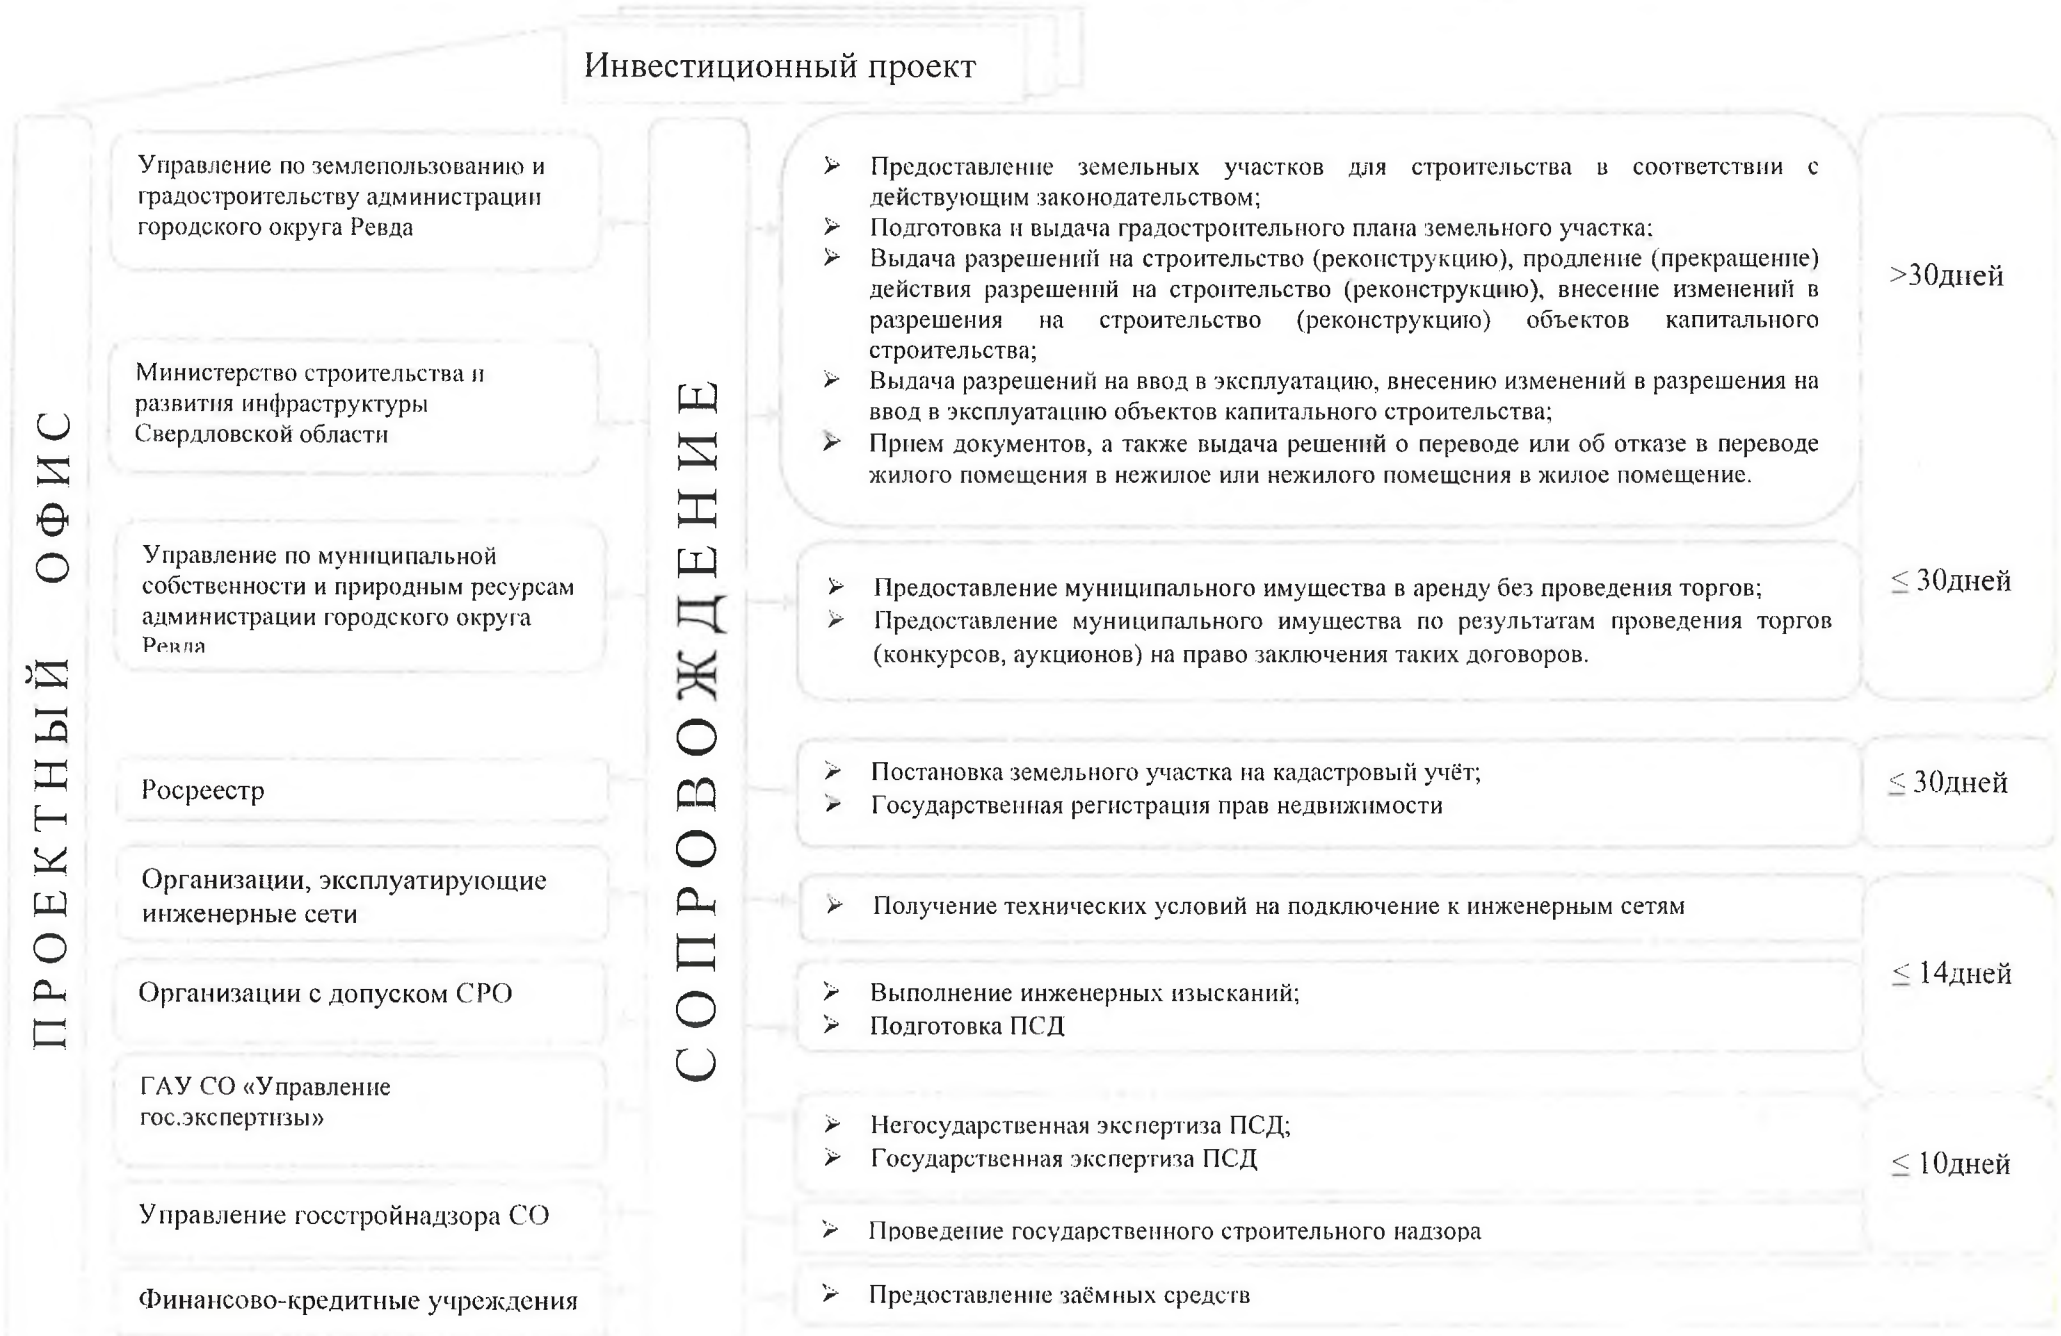 Инвестиционный проект
ПРОЕКТНЫЙ ОФИС
Управление по землепользованию и
градостроительству администрации
городского округа Ревда
Министерство строительства и
развития инфраструктуры
Свердловской области
Управление по муниципальной
собственности и природным ресурсам
администрации городского округа
Ревда
Росреестр
Организации, эксплуатирующие
инженерные сети
Организации с допуском СРО
ГАУ СО «Управление
гос.экспертизы»
Управление госстройнадзора СО
Финансово-кредитные учреждения
СОПРОВОЖДЕНИЕ
➢ Предоставление земельных участков для строительства в соответствии с
действующим законодательством;
➢ Подготовка и выдача градостроительного плана земельного участка;
➢ Выдача разрешений на строительство (реконструкцию), продление (прекращение)
действия разрешений на строительство (реконструкцию), внесение изменений в
разрешения на строительство (реконструкцию) объектов капитального
строительства;
➢ Выдача разрешений на ввод в эксплуатацию, внесению изменений в разрешения на
ввод в эксплуатацию объектов капитального строительства;
➢ Прием документов, а также выдача решений о переводе или об отказе в переводе
жилого помещения в нежилое или нежилого помещения в жилое помещение.
➢ Предоставление муниципального имущества в аренду без проведения торгов;
➢ Предоставление муниципального имущества по результатам проведения торгов
(конкурсов, аукционов) на право заключения таких договоров.
➢ Постановка земельного участка на кадастровый учёт;
➢ Государственная регистрация прав недвижимости
➢ Получение технических условий на подключение к инженерным сетям
➢ Выполнение инженерных изысканий;
➢ Подготовка ПСД
➢ Негосударственная экспертиза ПСД;
➢ Государственная экспертиза ПСД
➢ Проведение государственного строительного надзора
➢ Предоставление заёмных средств
>30дней
≤ 30дней
≤ 30дней
≤ 14дней
≤ 10дней